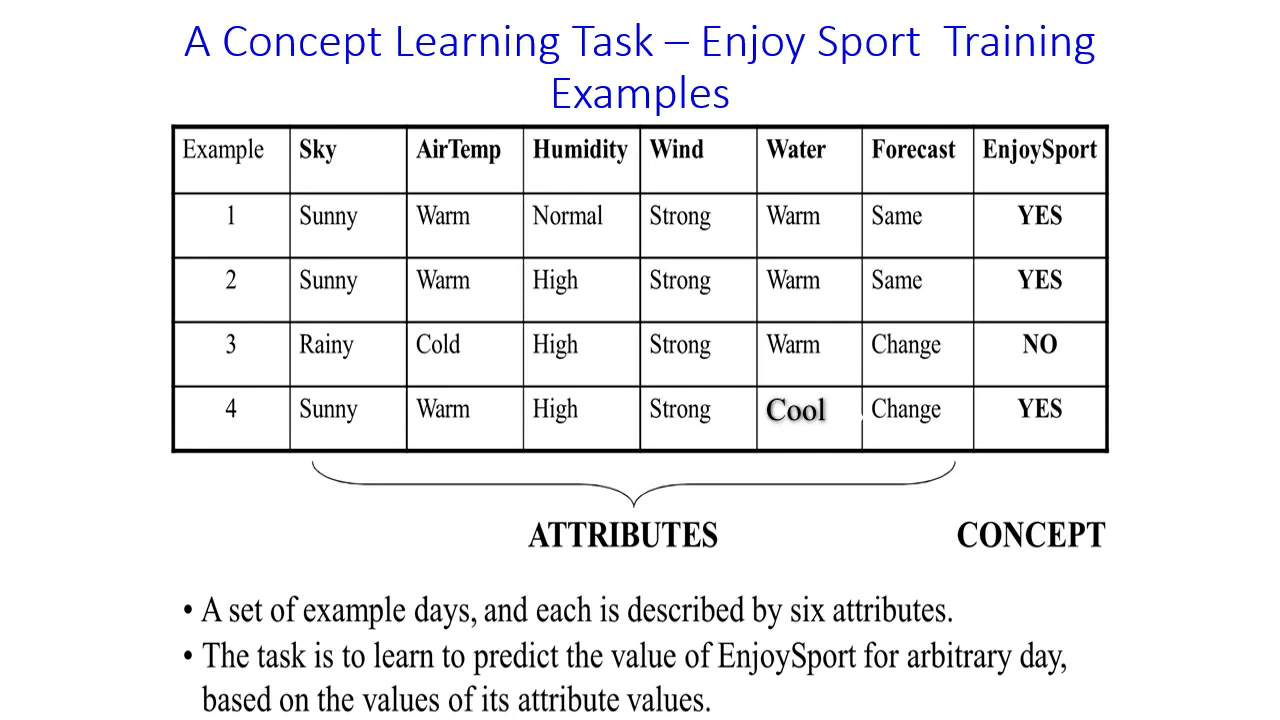 A Concept Learning Task – Enjoy Sport Training
Examples
Example Sky AirTemp Humidity Wind Water Forecast EnjoySport
1 Sunny Warm Normal Strong Warm Same YES
2 Sunny Warm High Strong Warm Same YES
3 Rainy Cold High Strong Warm Change NO
4 Sunny Warm High Strong Cool Change YES
ATTRIBUTES CONCEPT
• A set of example days, and each is described by six attributes.
• The task is to learn to predict the value of EnjoySport for arbitrary day,
based on the values of its attribute values.